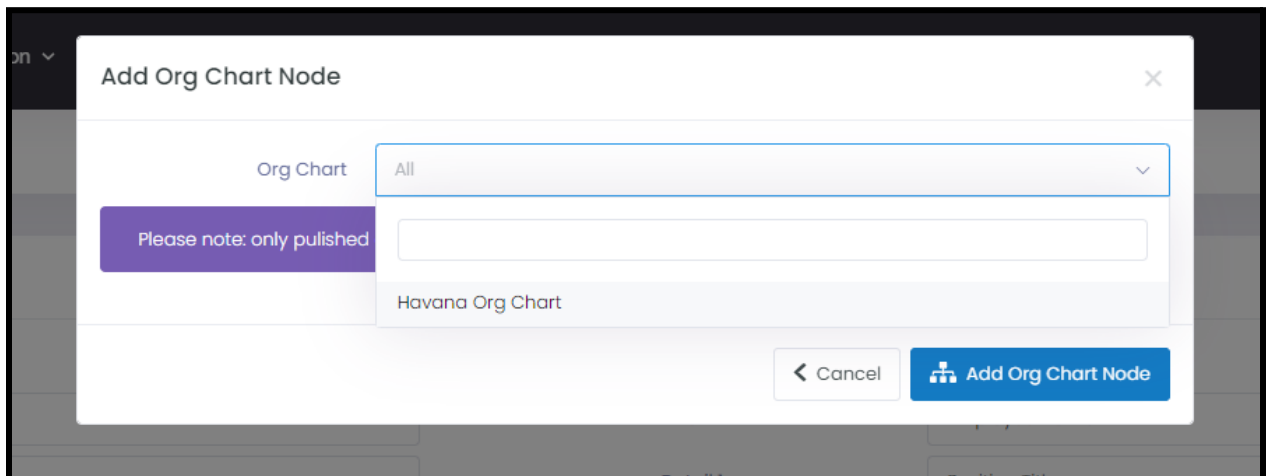 Add Org Chart Node
Org Chart
All
Please note: only pulished
Havana Org Chart
Cancel
Add Org Chart Node